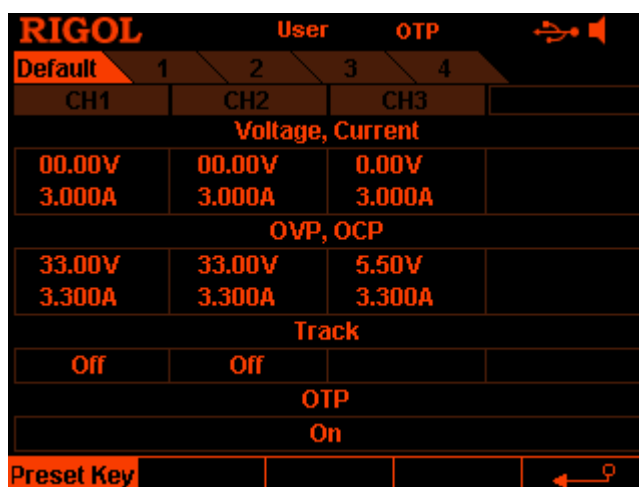 RIGOL User OTP
Default 1 2 3 4
CH1 CH2 CH3
Voltage, Current
00.00V 00.00V 0.00V
3.000A 3.000A 3.000A
OVP, OCP
33.00V 33.00V 5.50V
3.300A 3.300A 3.300A
Track
Off Off
OTP
On
Preset Key